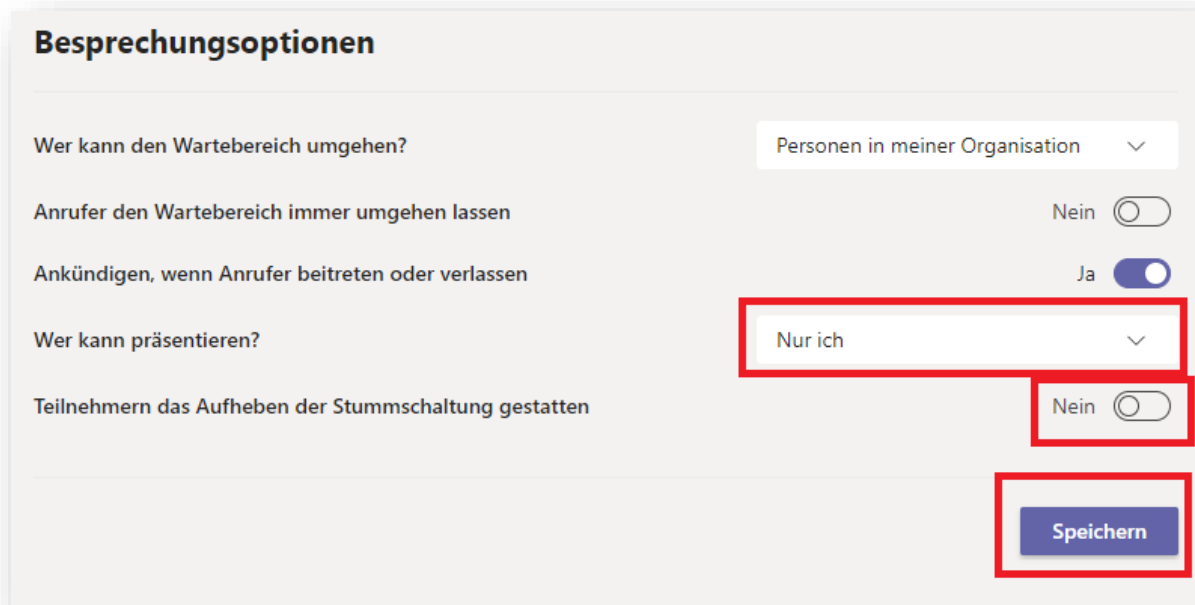 Besprechungsoptionen
Wer kann den Wartebereich umgehen? Personen in meiner Organisation
Anrufer den Wartebereich immer umgehen lassen Nein
Ankündigen, wenn Anrufer beitreten oder verlassen Ja
Wer kann präsentieren? Nur ich
Teilnehmern das Aufheben der Stummschaltung gestatten Nein
Speichern